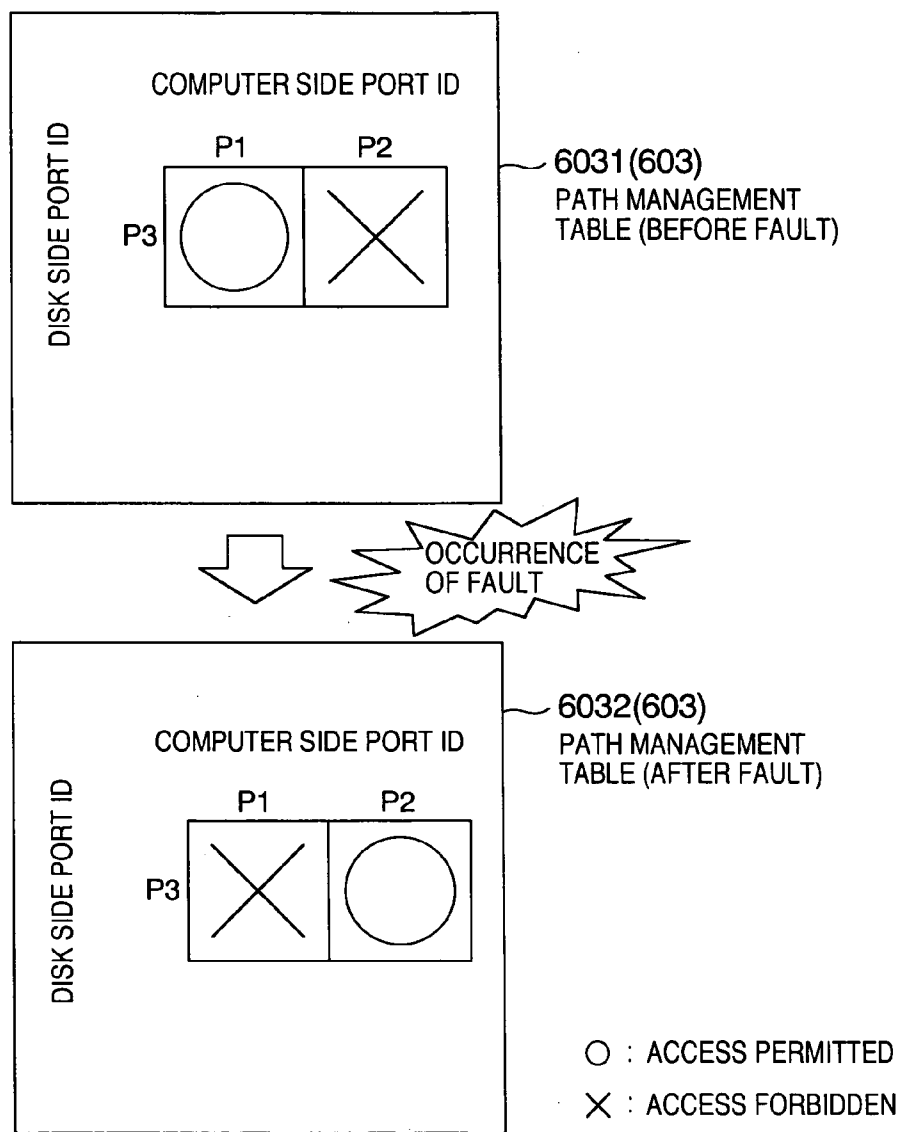 COMPUTER SIDE PORT ID
DISK SIDE PORT ID
P1 P2
P3
6031(603)
PATH MANAGEMENT
TABLE (BEFORE FAULT)
OCCURRENCE
OF FAULT
6032(603)
PATH MANAGEMENT
TABLE (AFTER FAULT)
COMPUTER SIDE PORT ID
DISK SIDE PORT ID
P1 P2
P3
○ : ACCESS PERMITTED
× : ACCESS FORBIDDEN